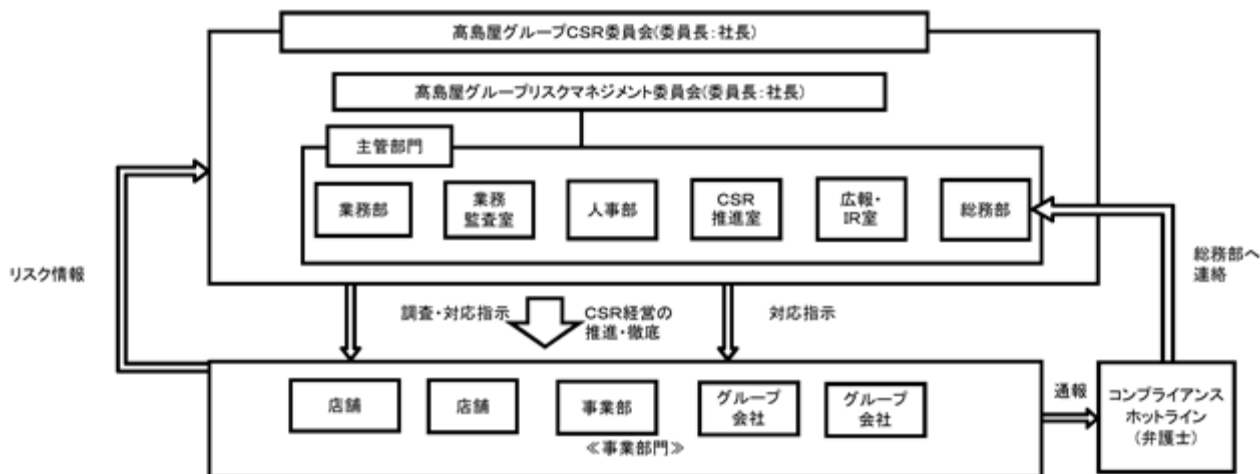 髙島屋グループCSR委員会(委員長:社長)
髙島屋グループリスクマネジメント委員会(委員長:社長)
主管部門
業務部
業務
監査室
人事部
CSR
推進室
広報・
IR室
総務部
リスク情報
総務部へ
連絡
調査・対応指示
CSR経営の
推進・徹底
対応指示
店舗
店舗
事業部
グループ
会社
グループ
会社
≪事業部門≫
通報
コンプライアンス
ホットライン
(弁護士)